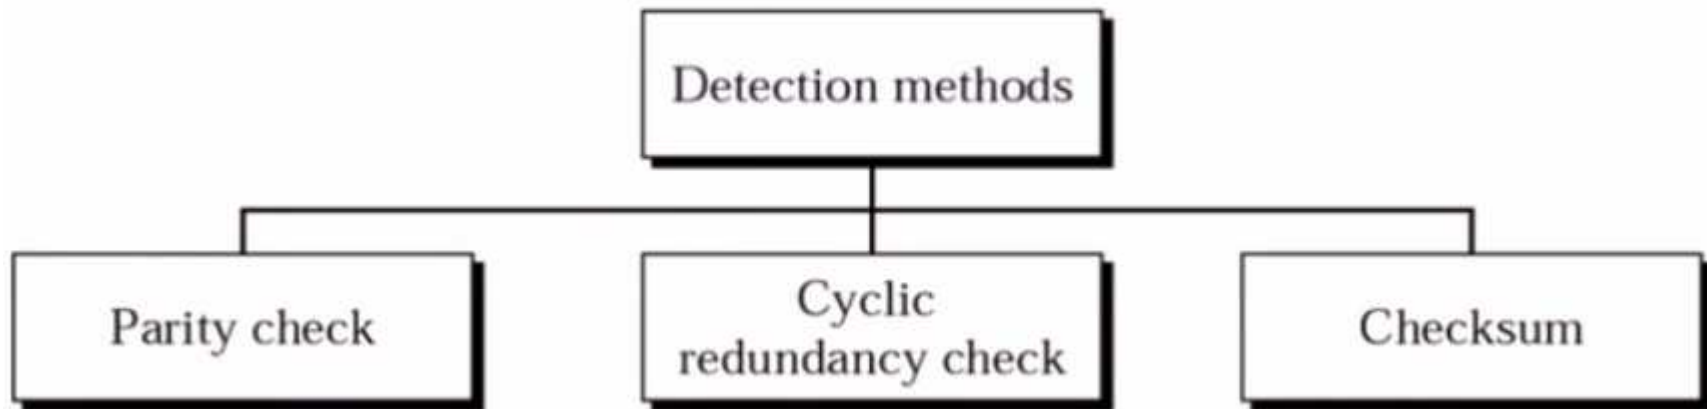 Detection methods
Parity check
Cyclic
redundancy check
Checksum